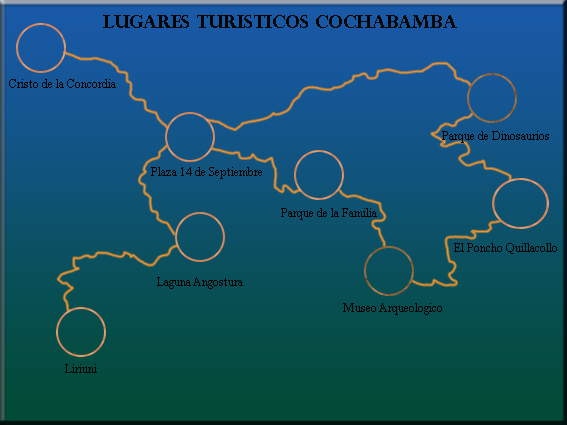 LUGARES TURISTICOS COCHABAMBA
Cristo de la Concordia
Parque de Dinosaurios
Plaza 14 de Septiembre
Parque de la Familia
El Poncho Quillacollo
Laguna Angostura
Museo Arqueologico
Liriuni